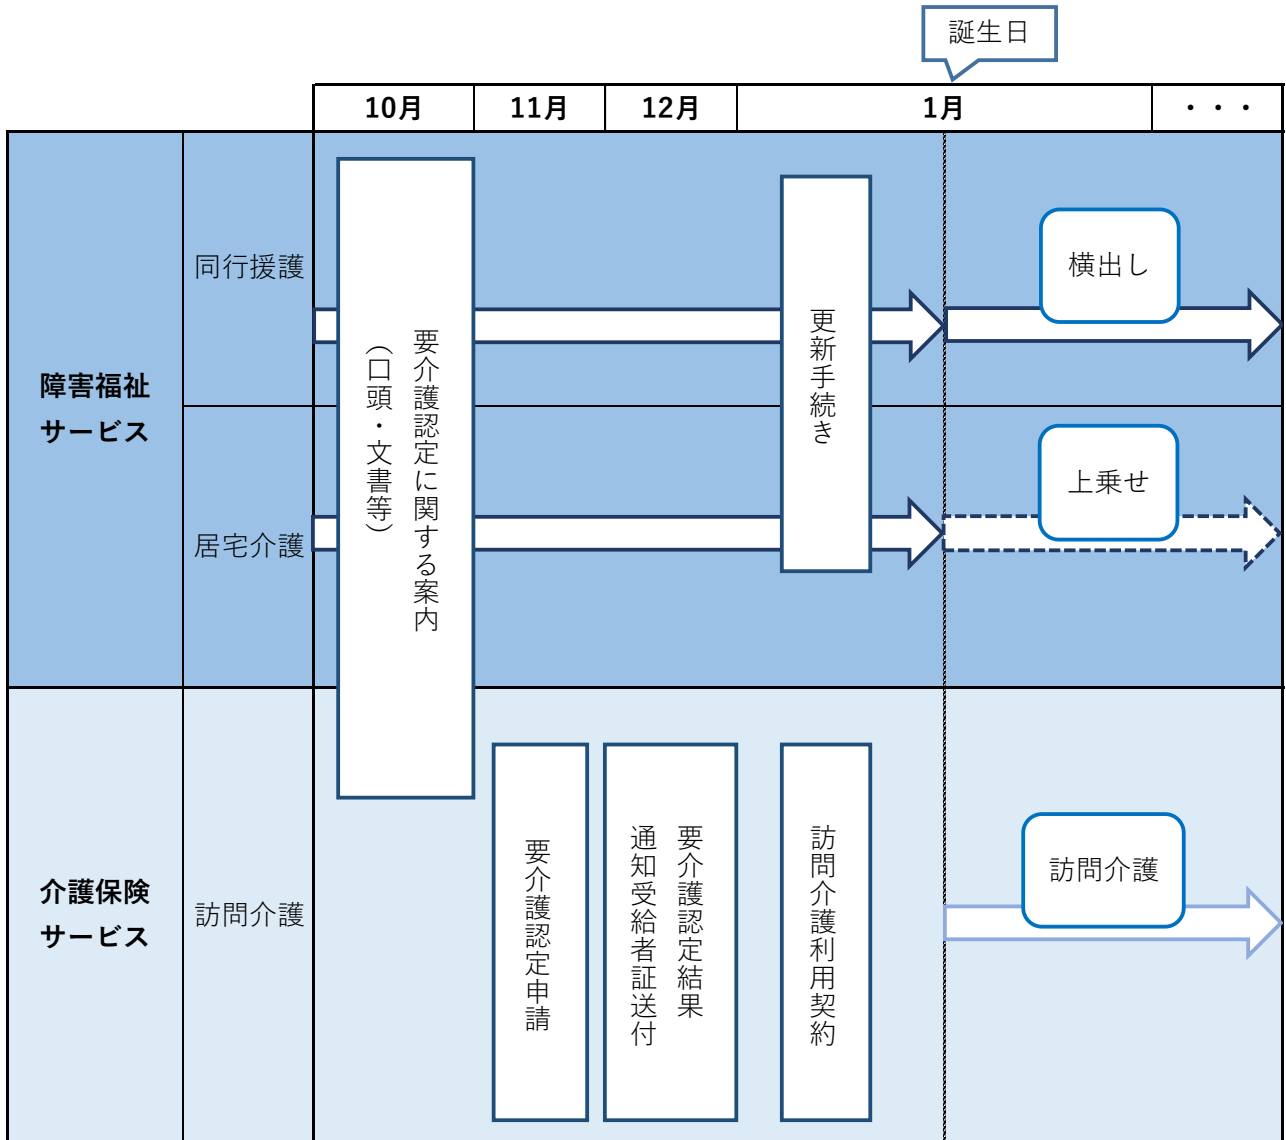 誕生日
10月
11月
12月
1月
・・・
障害福祉
サービス
同行援護
居宅介護
要介護認定に関する案内
（口頭・文書等）
更新手続き
横出し
上乗せ
介護保険
サービス
訪問介護
要介護認定申請
要介護認定結果
通知受給者証送付
訪問介護利用契約
訪問介護